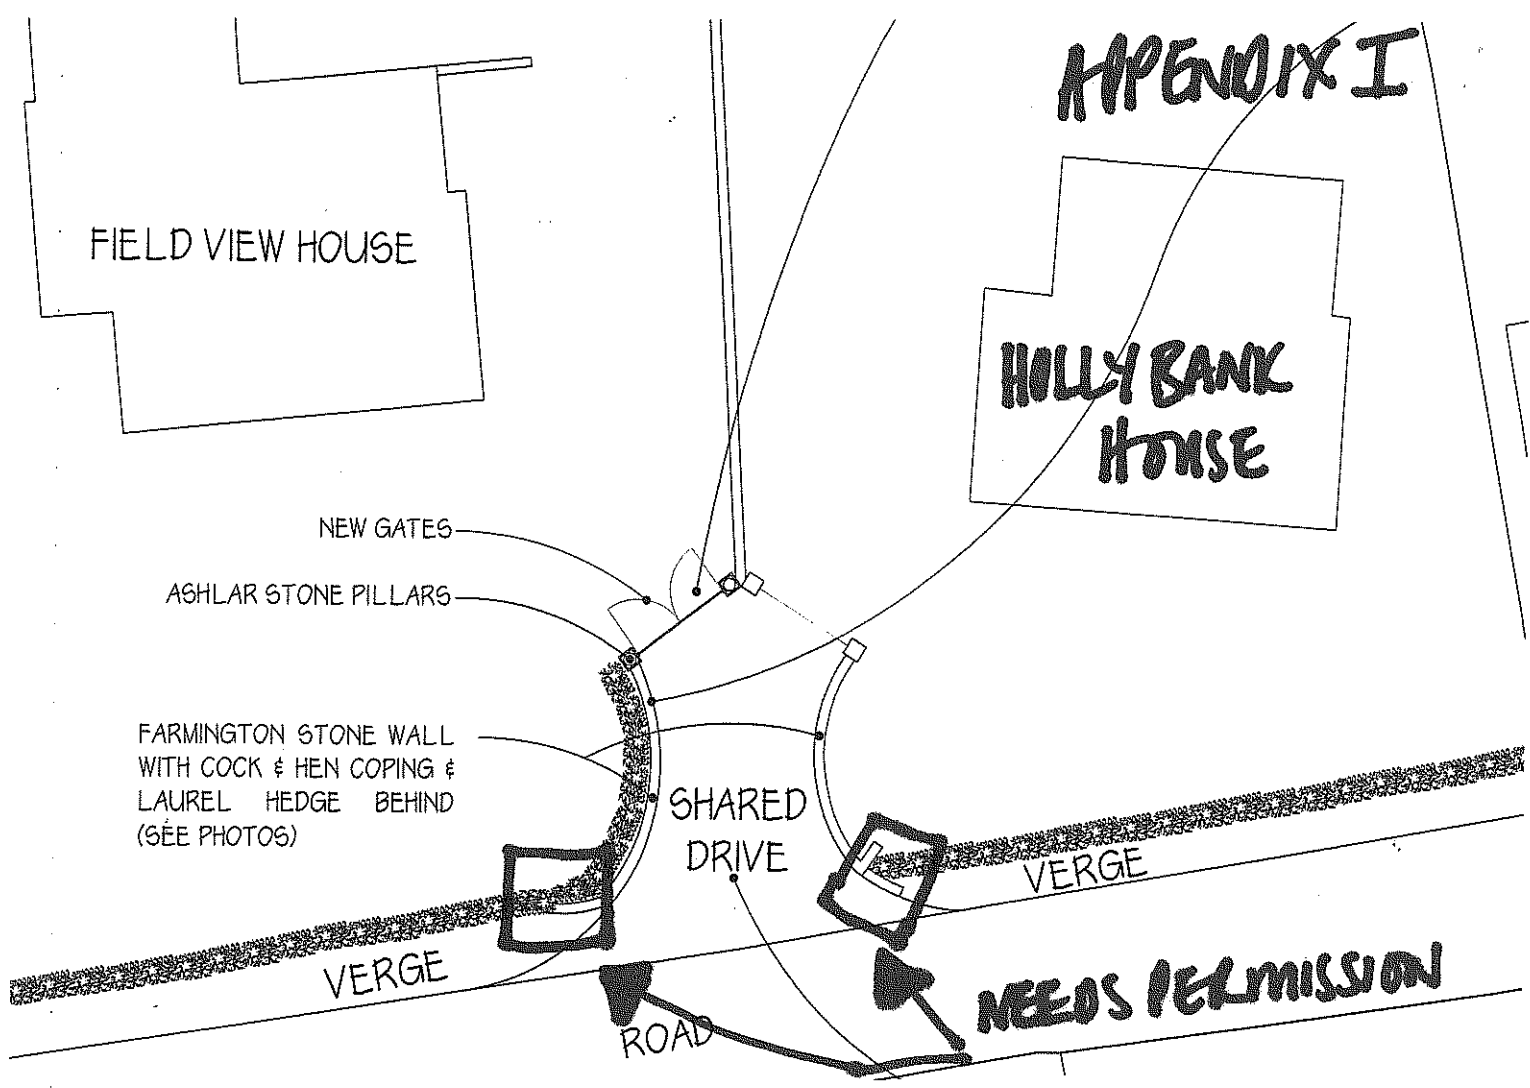 APPENDIX I
FIELD VIEW HOUSE
HOLLY BANK
HOUSE
NEW GATES
ASHLAR STONE PILLARS
FARMINGTON STONE WALL
WITH COCK & HEN COPING &
LAUREL HEDGE BEHIND
(SEE PHOTOS)
SHARED
DRIVE
VERGE
VERGE
NEEDS PERMISSION
ROAD